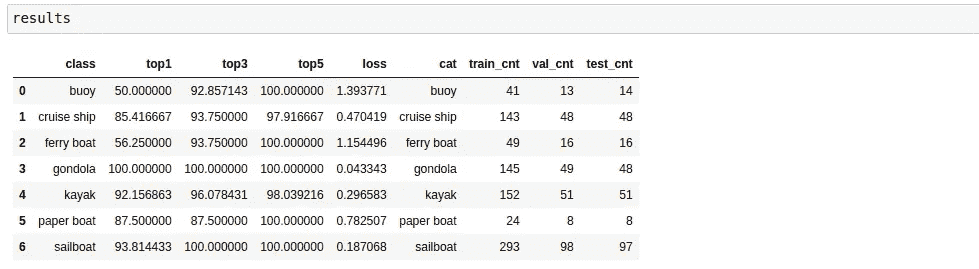 results
class top1 top3 top5 loss cat train_cnt val_cnt test_cnt
0 buoy 50.000000 92.857143 100.000000 1.393771 buoy 41 13 14
1 cruise ship 85.416667 93.750000 97.916667 0.470419 cruise ship 143 48 48
2 ferry boat 56.250000 93.750000 100.000000 1.154496 ferry boat 49 16 16
3 gondola 100.000000 100.000000 100.000000 0.043343 gondola 145 49 48
4 kayak 92.156863 96.078431 98.039216 0.296583 kayak 152 51 51
5 paper boat 87.500000 87.500000 100.000000 0.782507 paper boat 24 8 8
6 sailboat 93.814433 100.000000 100.000000 0.187068 sailboat 293 98 97